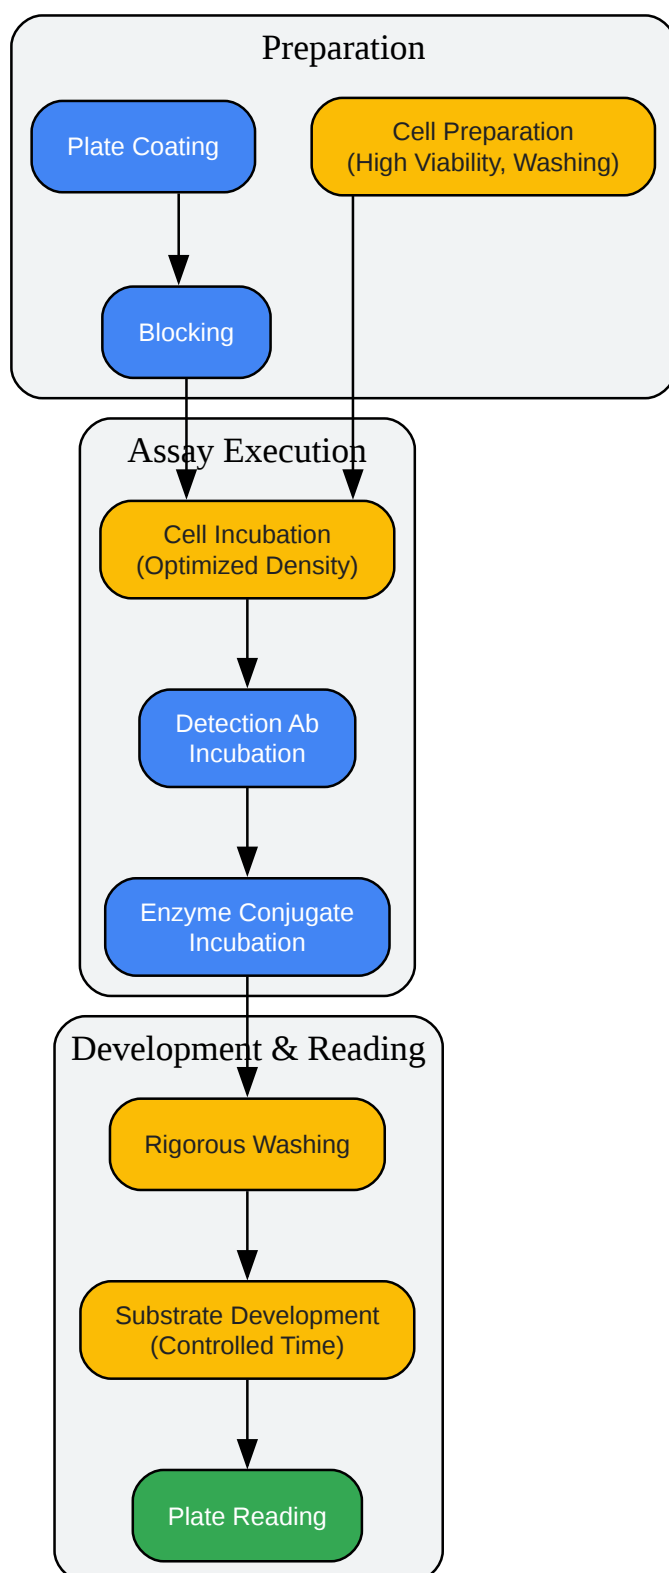 Preparation
Plate Coating
Cell Preparation
(High Viability, Washing)
Blocking
Assay Execution
Cell Incubation
(Optimized Density)
Detection Ab
Incubation
Enzyme Conjugate
Incubation
Development & Reading
Rigorous Washing
Substrate Development
(Controlled Time)
Plate Reading